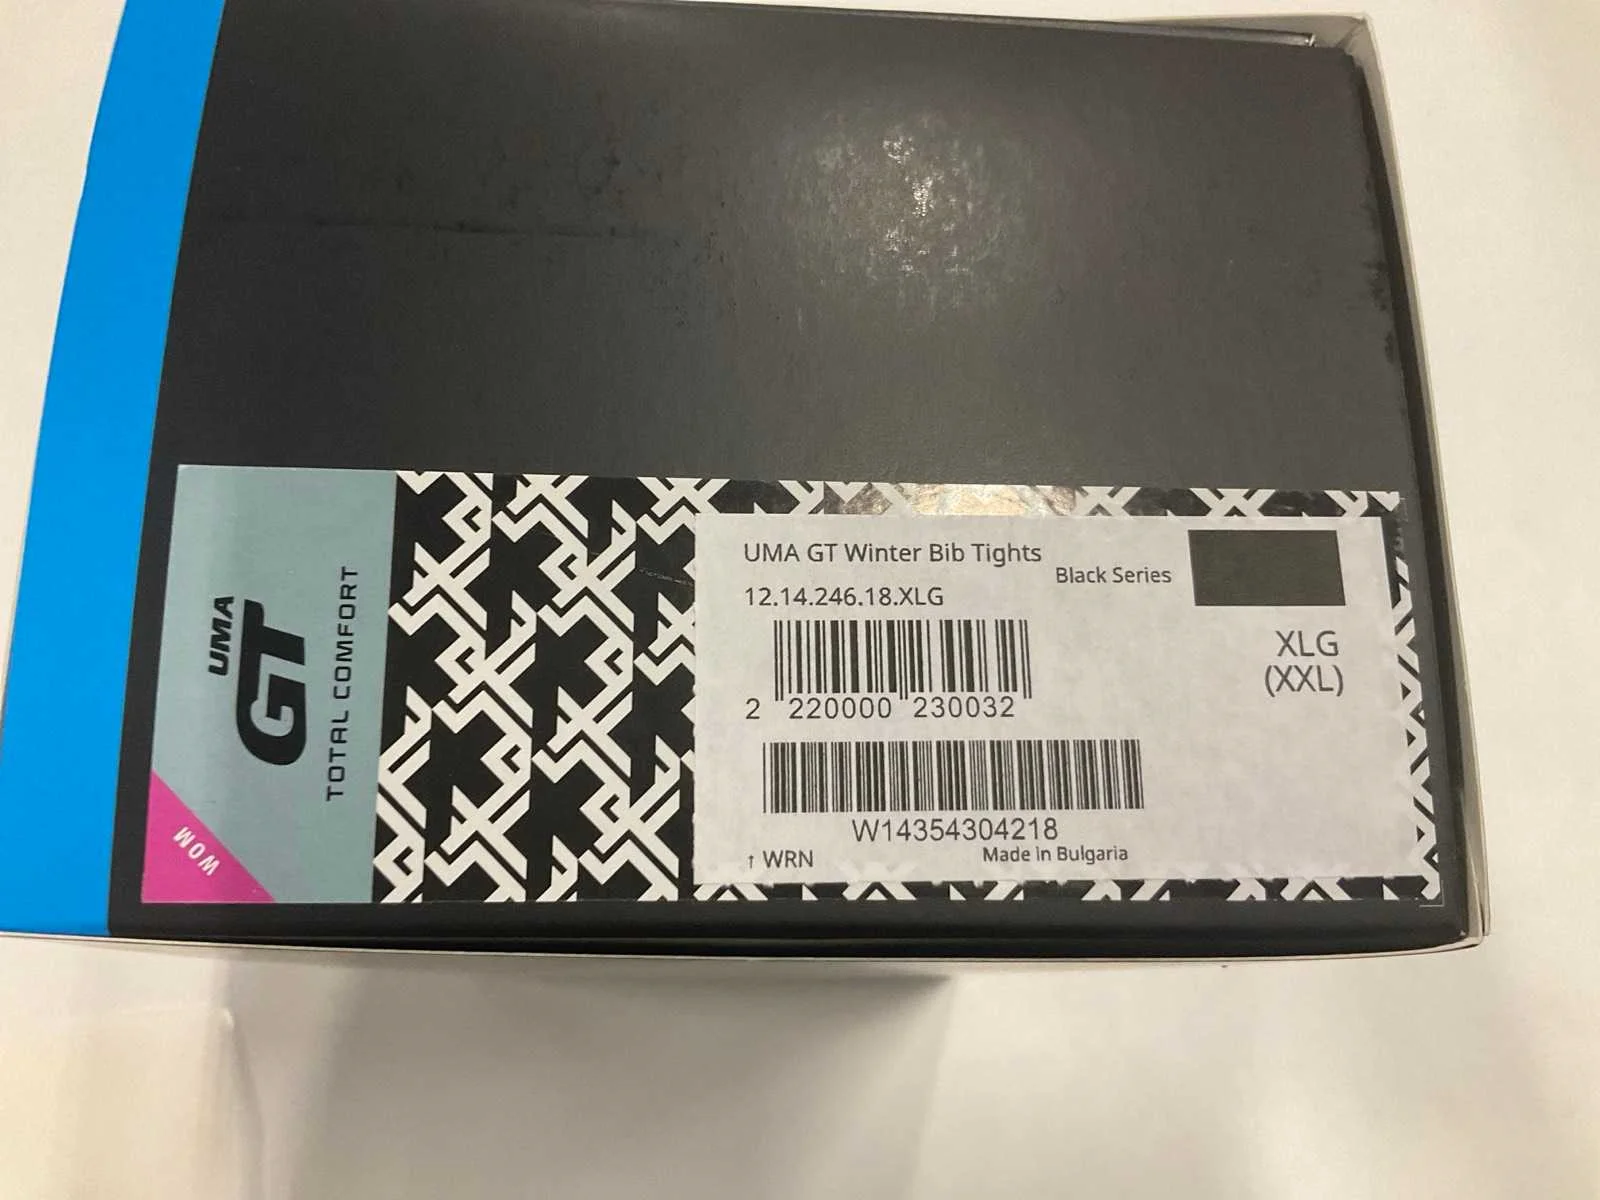 UMA
GT
TOTAL COMFORT
WOM
UMA GT Winter Bib Tights
Black Series
12.14.246.18.XLG
XLG
(XXL)
2 220000 230032
W14354304218
↑ WRN
Made in Bulgaria